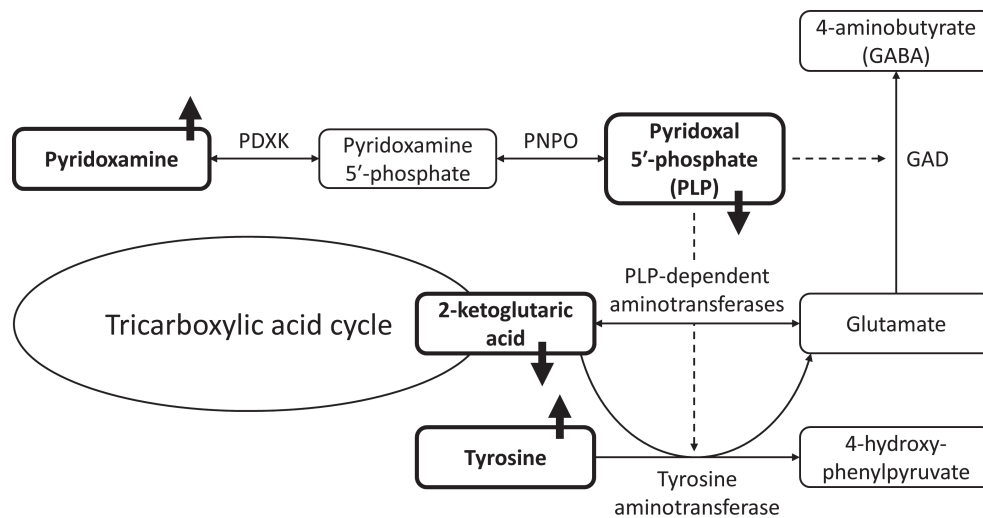 4-aminobutyrate
(GABA)
Pyridoxamine
PDXK
Pyridoxamine
5′-phosphate
PNPO
Pyridoxal
5′-phosphate
(PLP)
GAD
PLP-dependent
aminotransferases
Tricarboxylic acid cycle
2-ketoglutaric
acid
Glutamate
Tyrosine
Tyrosine
aminotransferase
4-hydroxy-
phenylpyruvate